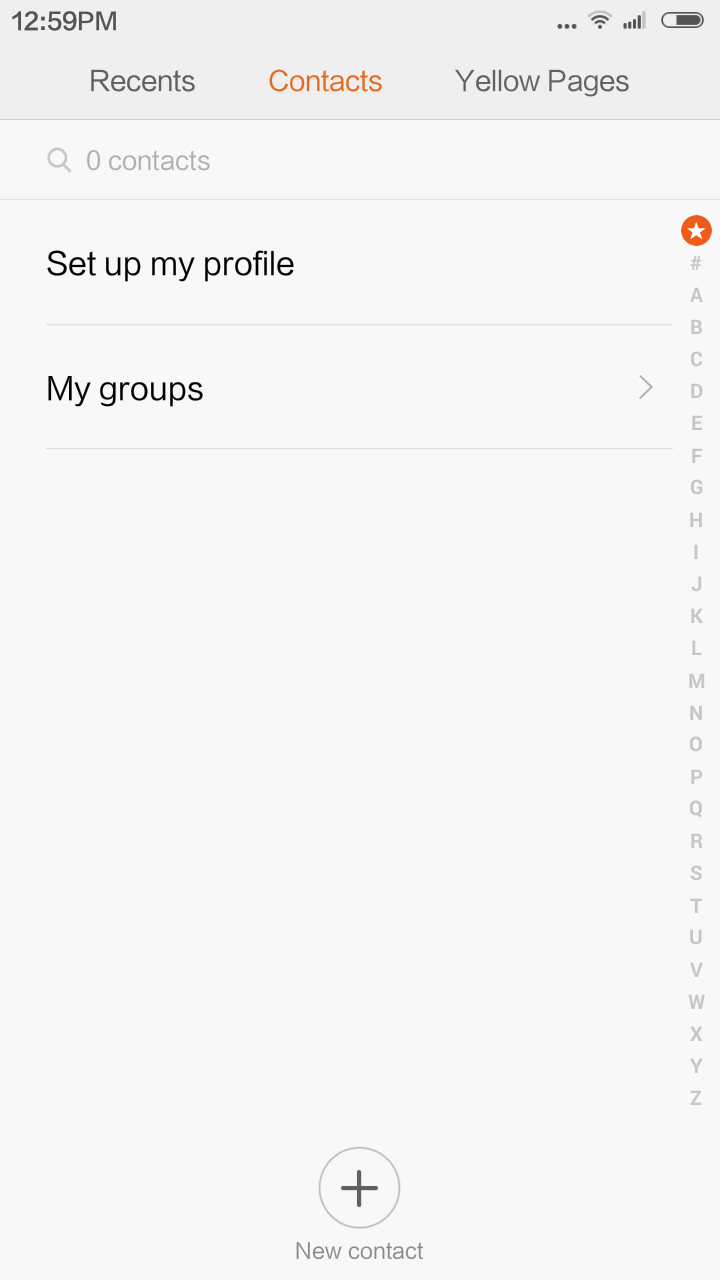 12:59PM
Recents Contacts Yellow Pages
0 contacts
Set up my profile
My groups
#
A
B
C
D
E
F
G
H
I
J
K
L
M
N
O
P
Q
R
S
T
U
V
W
X
Y
Z
New contact